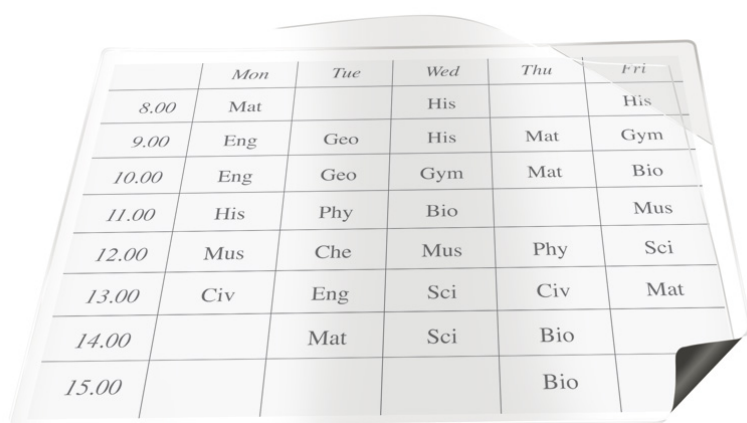 Mon Tue Wed Thu Fri
8.00 Mat His His
9.00 Eng Geo His Mat Gym
10.00 Eng Geo Gym Mat Bio
11.00 His Phy Bio Mus
12.00 Mus Che Mus Phy Sci
13.00 Civ Eng Sci Civ Mat
14.00 Mat Sci Bio
15.00 Bio